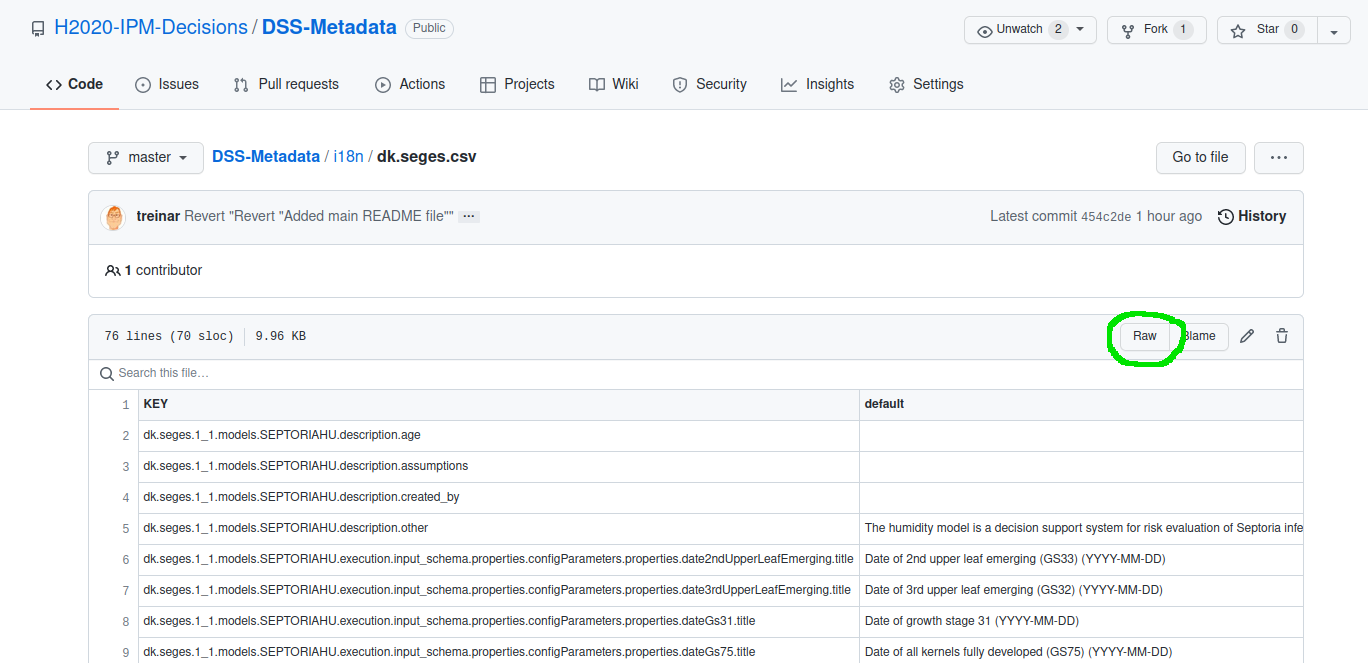 H2020-IPM-Decisions / DSS-Metadata Public Unwatch 2 Fork 1 Star 0
Code Issues Pull requests Actions Projects Wiki Security Insights Settings
master DSS-Metadata / i18n / dk.seges.csv Go to file ...
treinar Revert "Revert "Added main README file"" ... Latest commit 454c2de 1 hour ago History
1 contributor
76 lines (70 sloc) 9.96 KB Raw Blame
Search this file...
1 KEY default
2 dk.seges.1_1.models.SEPTORIAHU.description.age
3 dk.seges.1_1.models.SEPTORIAHU.description.assumptions
4 dk.seges.1_1.models.SEPTORIAHU.description.created_by
5 dk.seges.1_1.models.SEPTORIAHU.description.other The humidity model is a decision support system for risk evaluation of Septoria infe
6 dk.seges.1_1.models.SEPTORIAHU.execution.input_schema.properties.configParameters.properties.date2ndUpperLeafEmerging.title Date of 2nd upper leaf emerging (GS33) (YYYY-MM-DD)
7 dk.seges.1_1.models.SEPTORIAHU.execution.input_schema.properties.configParameters.properties.date3rdUpperLeafEmerging.title Date of 3rd upper leaf emerging (GS32) (YYYY-MM-DD)
8 dk.seges.1_1.models.SEPTORIAHU.execution.input_schema.properties.configParameters.properties.dateGs31.title Date of growth stage 31 (YYYY-MM-DD)
9 dk.seges.1_1.models.SEPTORIAHU.execution.input_schema.properties.configParameters.properties.dateGs75.title Date of all kernels fully developed (GS75) (YYYY-MM-DD)